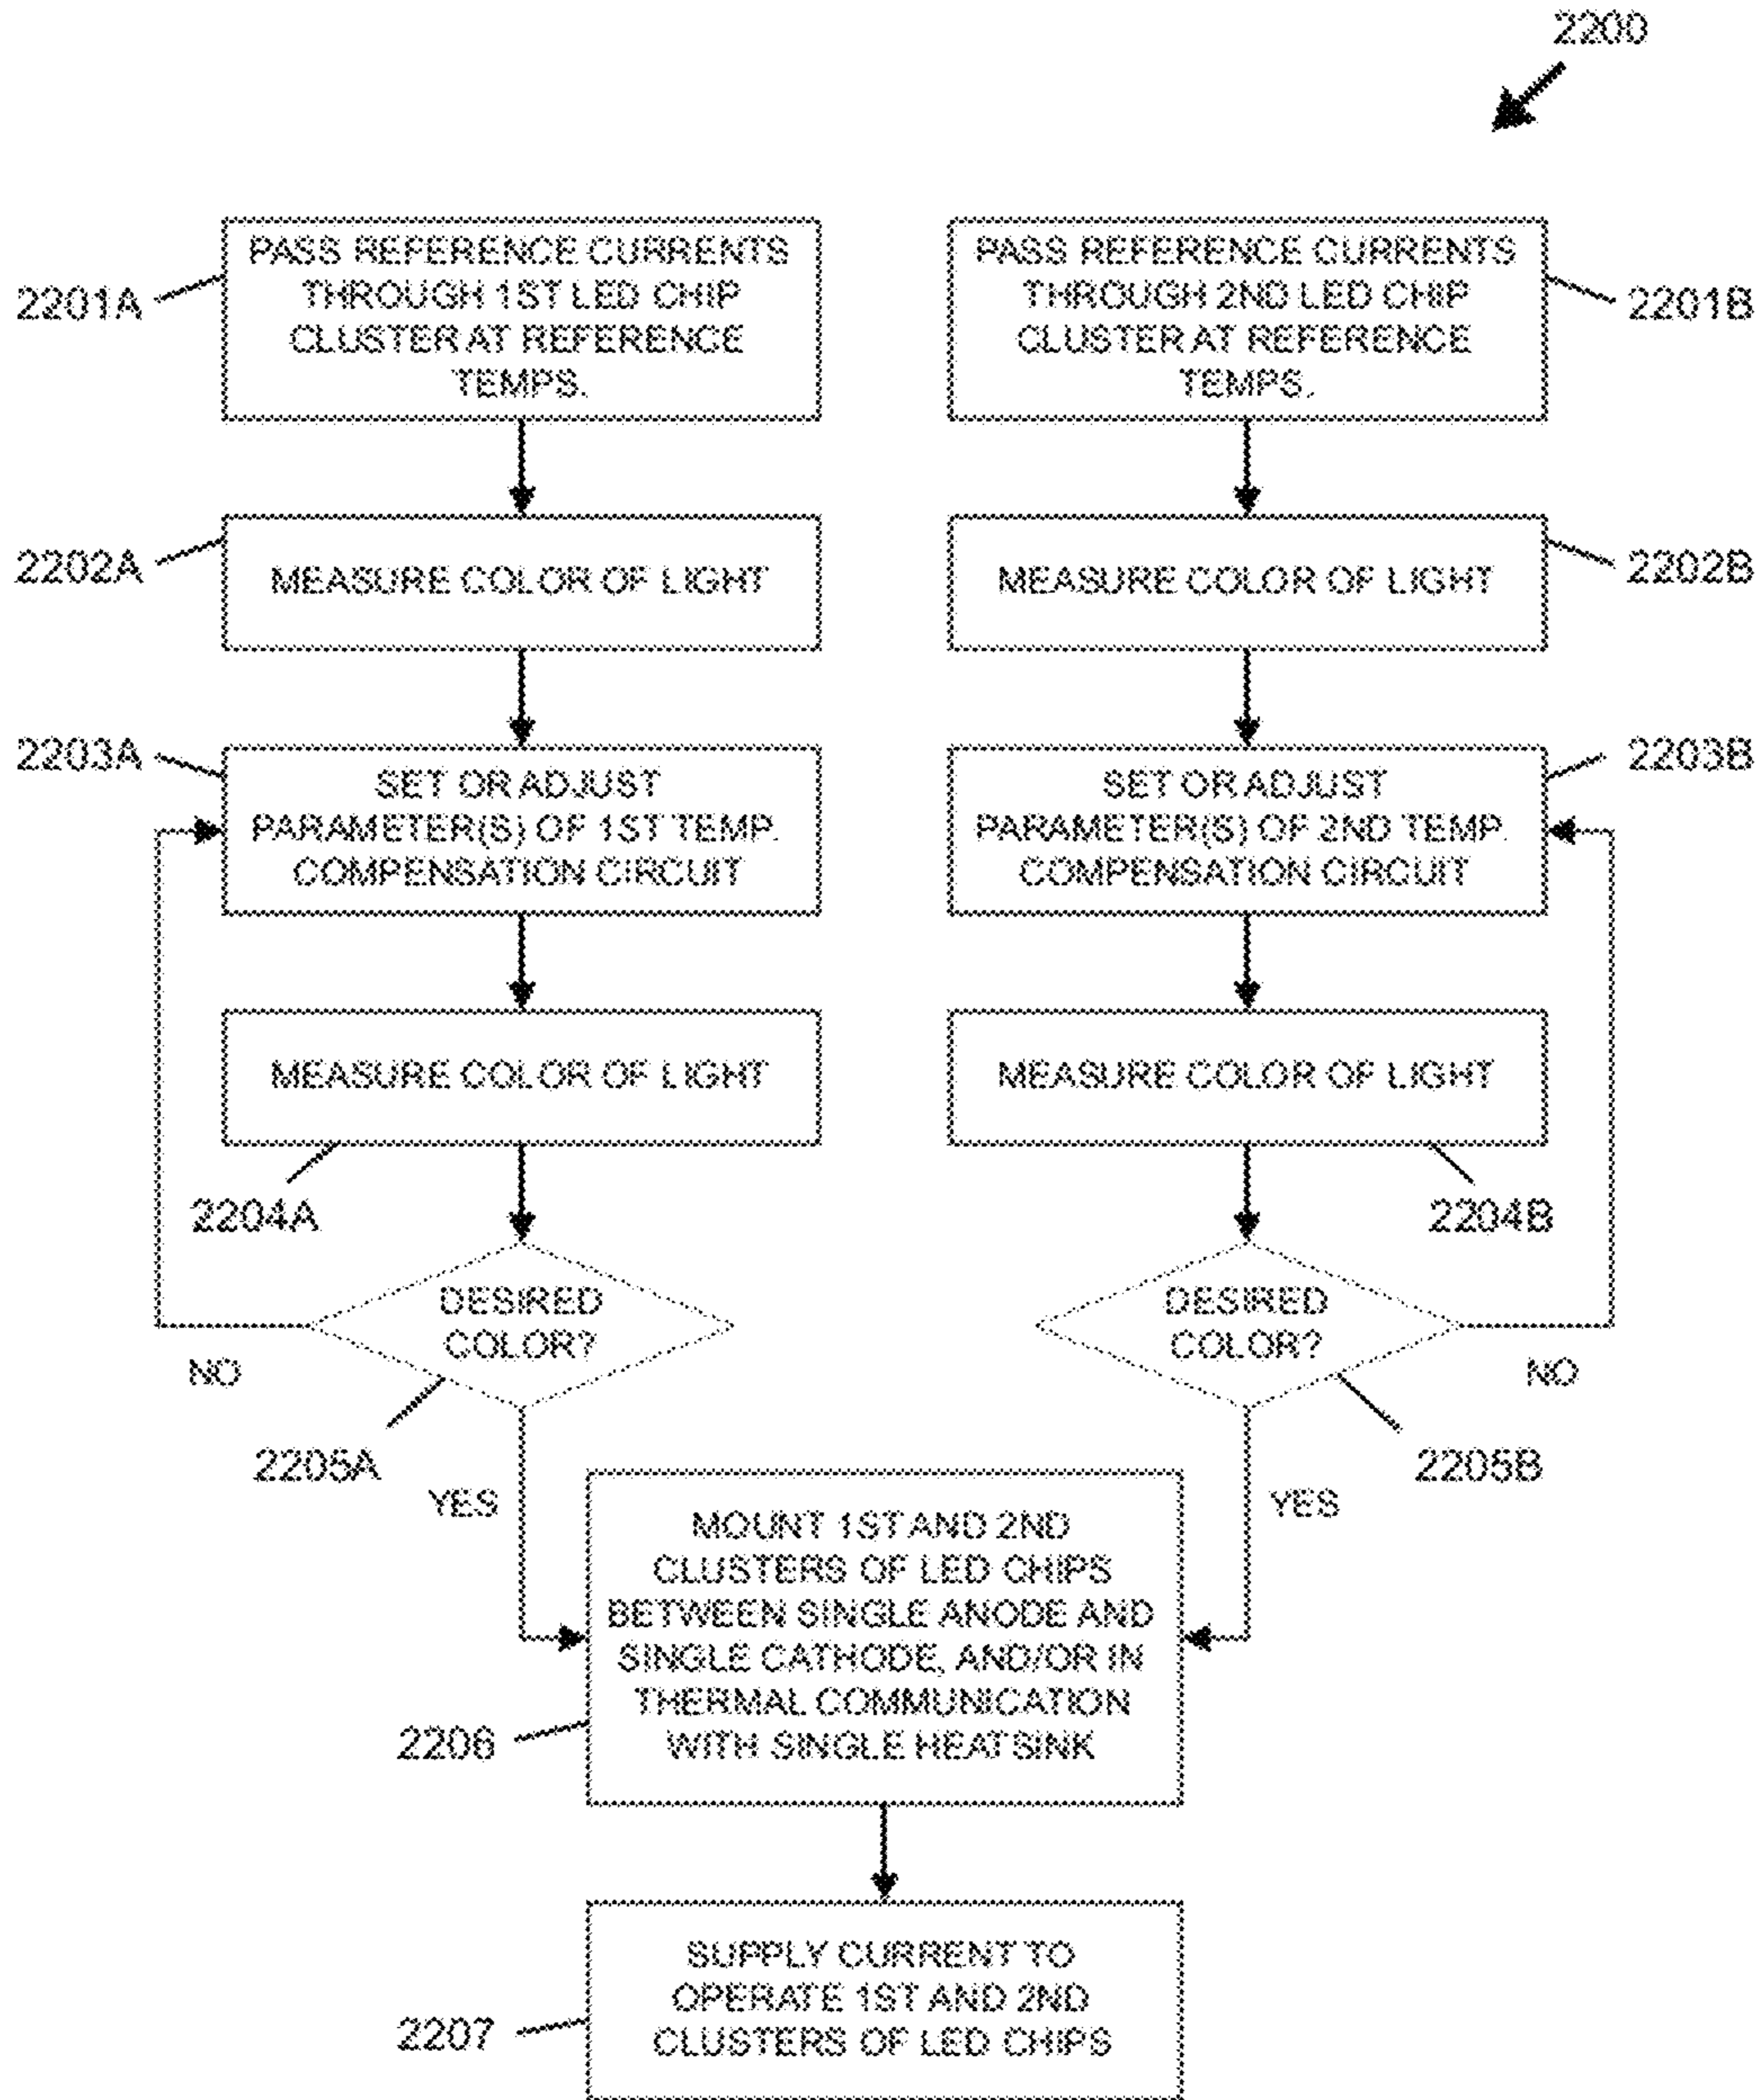 2200
PASS REFERENCE CURRENTS
THROUGH 1ST LED CHIP
CLUSTER AT REFERENCE
TEMPS.
2201A
PASS REFERENCE CURRENTS
THROUGH 2ND LED CHIP
CLUSTER AT REFERENCE
TEMPS.
2201B
2202A
MEASURE COLOR OF LIGHT
MEASURE COLOR OF LIGHT
2202B
2203A
SET OR ADJUST
PARAMETER(S) OF 1ST TEMP.
COMPENSATION CIRCUIT
SET OR ADJUST
PARAMETER(S) OF 2ND TEMP.
COMPENSATION CIRCUIT
2203B
MEASURE COLOR OF LIGHT
2204A
MEASURE COLOR OF LIGHT
2204B
DESIRED
COLOR?
NO
2205A
YES
DESIRED
COLOR?
NO
2205B
YES
MOUNT 1ST AND 2ND
CLUSTERS OF LED CHIPS
BETWEEN SINGLE ANODE AND
SINGLE CATHODE, AND/OR IN
THERMAL COMMUNICATION
WITH SINGLE HEATSINK
2206
SUPPLY CURRENT TO
OPERATE 1ST AND 2ND
CLUSTERS OF LED CHIPS
2207